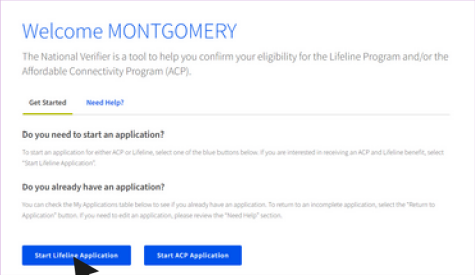 Welcome MONTGOMERY
The National Verifier is a tool to help you confirm your eligibility for the Lifeline Program and/or the
Affordable Connectivity Program (ACP).
Get Started Need Help?
Do you need to start an application?
To start an application for either ACP or Lifeline, select one of the blue buttons below. If you are interested in receiving an ACP and Lifeline benefit, select
"Start Lifeline Application".
Do you already have an application?
You can check the My Applications table below to see if you already have an application. To return to an incomplete application, select the "Return to
Application" button. If you need to edit an application, please review the "Need Help" section.
Start Lifeline Application Start ACP Application